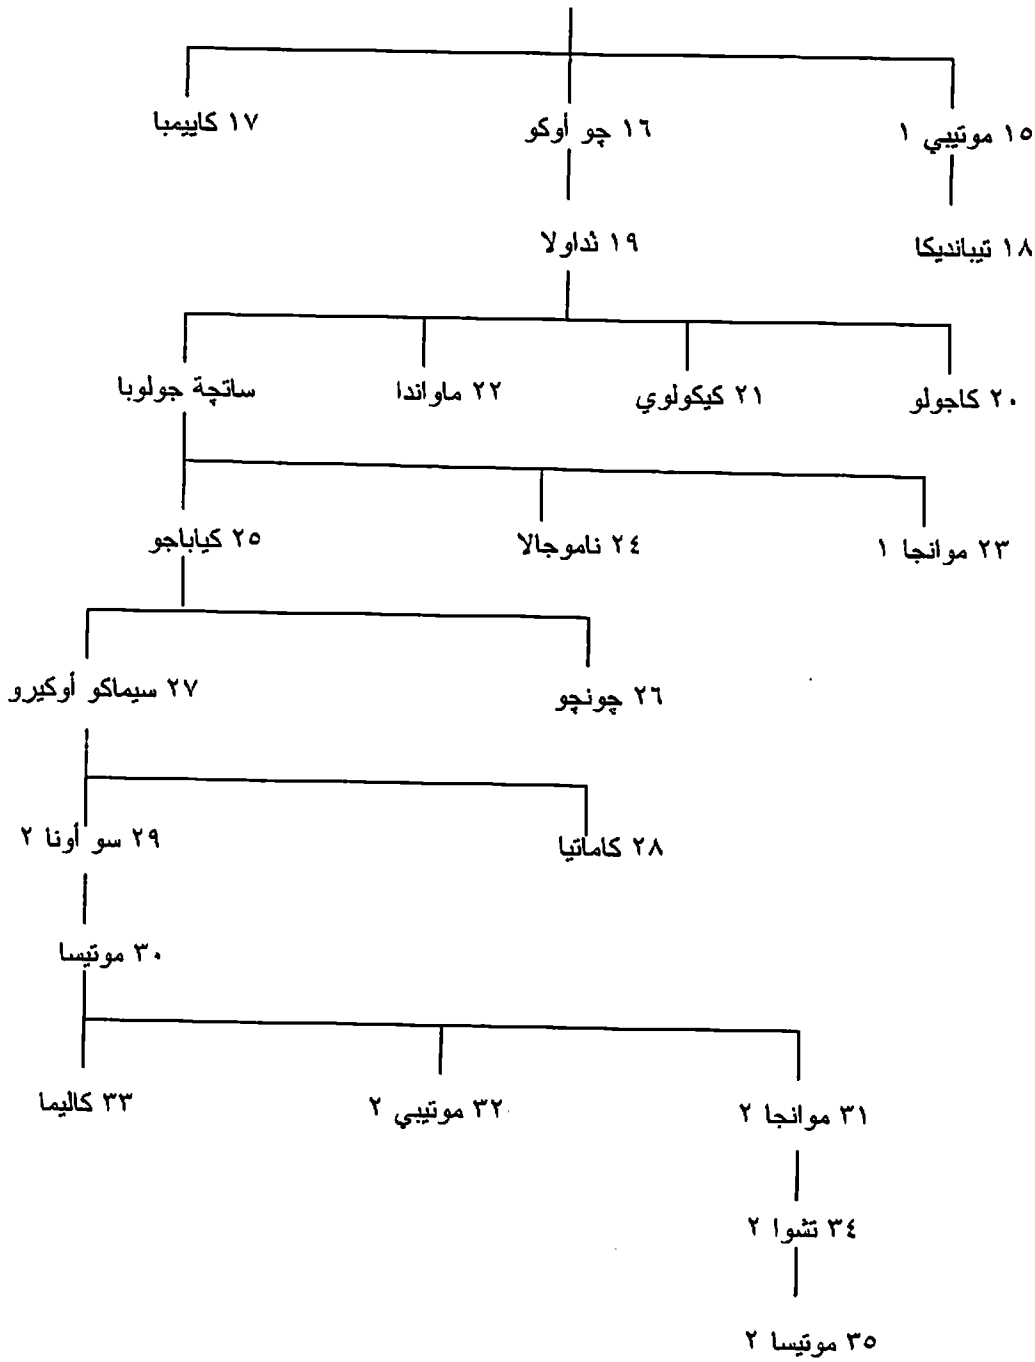 ١٥ موتيبي ١
١٦ چو أوكو
١٧ كاييمبا
١٨ تيبانديكا
١٩ ثداولا
٢٠ كاجولو
٢١ كيكولوي
٢٢ ماواندا
ساتچة جولوبا
٢٣ موانجا ١
٢٤ ناموجالا
٢٥ كياباجو
٢٦ چونچو
٢٧ سيماكو أوكيرو
٢٨ كاماتيا
٢٩ سو أونا ٢
٣٠ موتيسا
٣١ موانجا ٢
٣٢ موتيبي ٢
٣٣ كاليما
٣٤ تشوا ٢
٣٥ موتيسا ٢